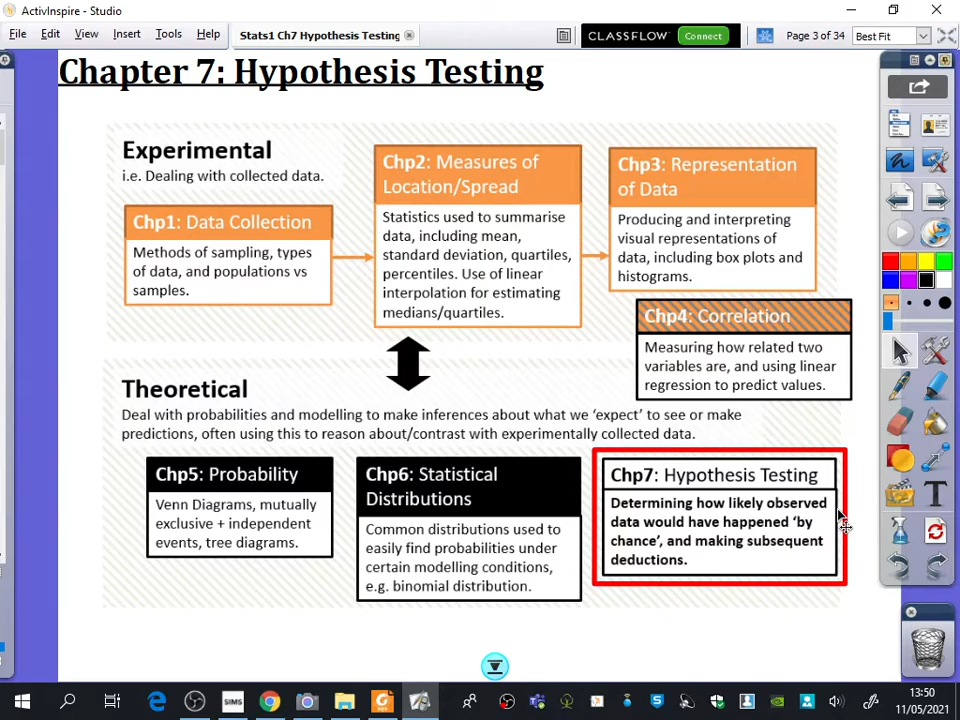 ActivInspire - Studio
File Edit View Insert Tools Help
Stats1 Ch7 Hypothesis Testing
CLASSFLOW Connect
Page 3 of 34
Best Fit
Chapter 7: Hypothesis Testing
Experimental
i.e. Dealing with collected data.
Chp1: Data Collection
Methods of sampling, types
of data, and populations vs
samples.
Chp2: Measures of
Location/Spread
Statistics used to summarise
data, including mean,
standard deviation, quartiles,
percentiles. Use of linear
interpolation for estimating
medians/quartiles.
Chp3: Representation
of Data
Producing and interpreting
visual representations of
data, including box plots and
histograms.
Chp4: Correlation
Measuring how related two
variables are, and using linear
regression to predict values.
Theoretical
Deal with probabilities and modelling to make inferences about what we ‘expect’ to see or make
predictions, often using this to reason about/contrast with experimentally collected data.
Chp5: Probability
Venn Diagrams, mutually
exclusive + independent
events, tree diagrams.
Chp6: Statistical
Distributions
Common distributions used to
easily find probabilities under
certain modelling conditions,
e.g. binomial distribution.
Chp7: Hypothesis Testing
Determining how likely observed
data would have happened ‘by
chance’, and making subsequent
deductions.
SIMS
13:50
11/05/2021